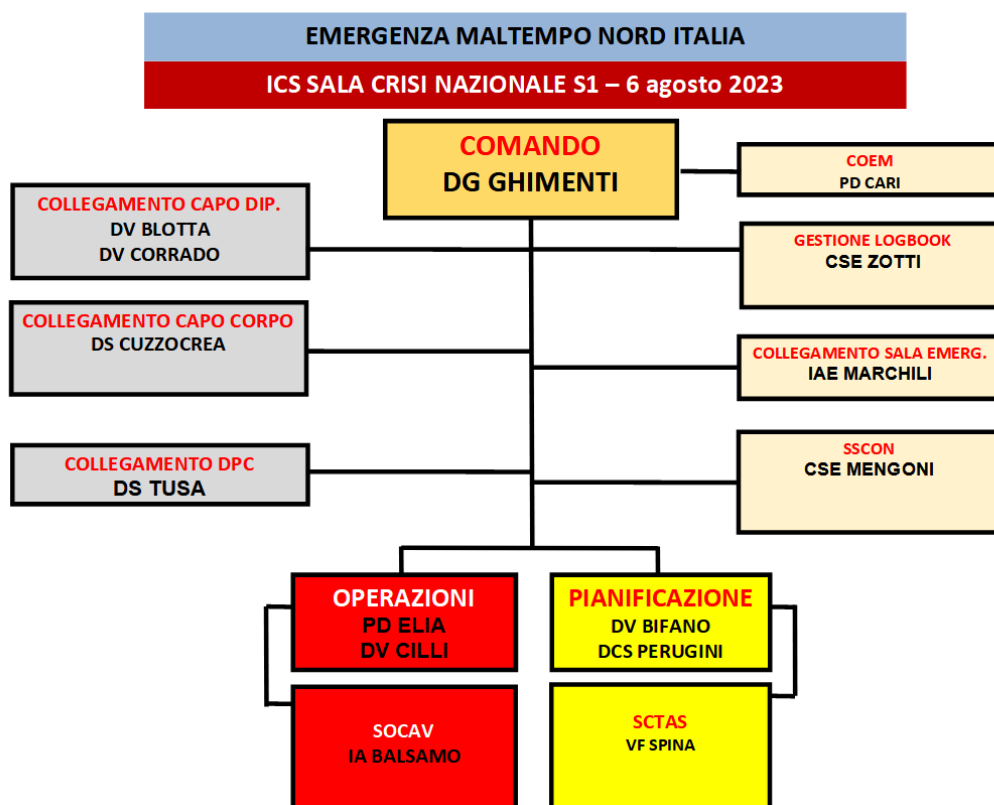 EMERGENZA MALTEMPO NORD ITALIA
ICS SALA CRISI NAZIONALE S1 – 6 agosto 2023
COMANDO
DG GHIMENTI
COEM
PD CARI
COLLEGAMENTO CAPO DIP.
DV BLOTTA
DV CORRADO
GESTIONE LOGBOOK
CSE ZOTTI
COLLEGAMENTO CAPO CORPO
DS CUZZOCREA
COLLEGAMENTO SALA EMERG.
IAE MARCHILI
COLLEGAMENTO DPC
DS TUSA
SSCON
CSE MENGONI
OPERAZIONI
PD ELIA
DV CILLI
PIANIFICAZIONE
DV BIFANO
DCS PERUGINI
SOCAV
IA BALSAMO
SCTAS
VF SPINA